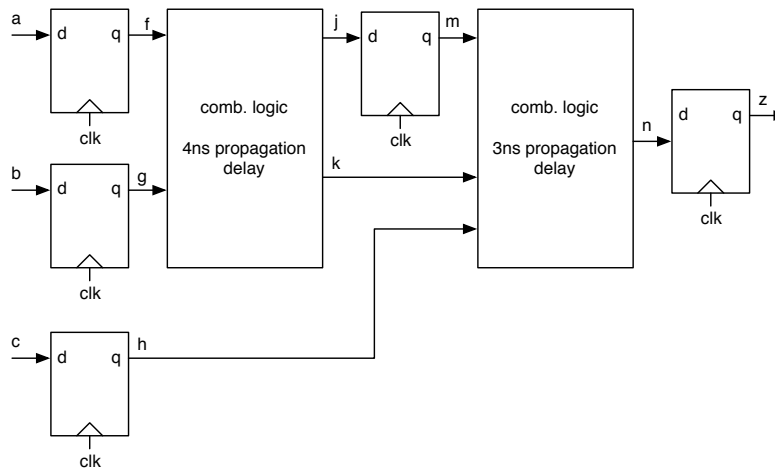 a
d
q
f
clk
comb. logic
4ns propagation
delay
j
d
q
m
clk
comb. logic
3ns propagation
delay
n
d
q
z
clk
b
d
q
g
clk
k
c
d
q
h
clk